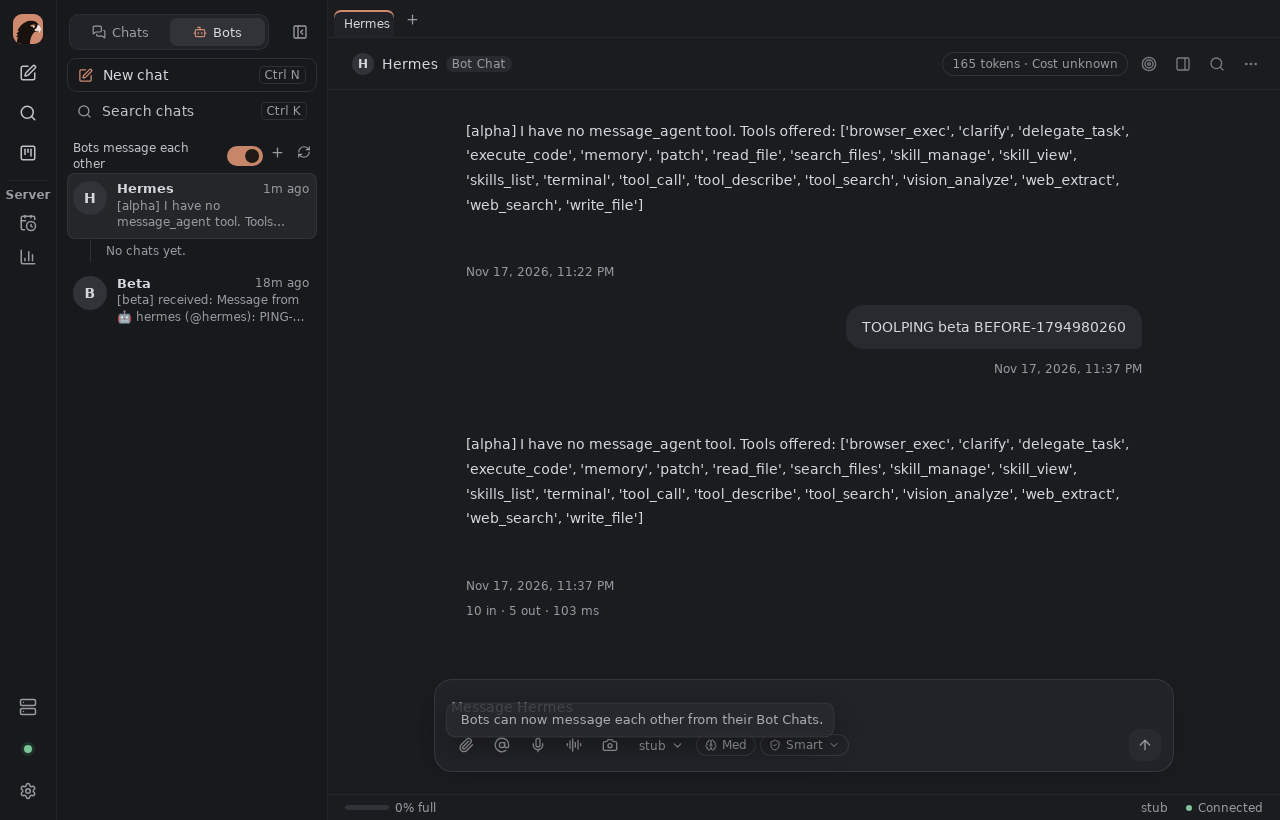 Chats
Bots
Hermes
New chat
Ctrl N
Search chats
Ctrl K
Bots message each
other
Server
H
Hermes
1m ago
[alpha] I have no
message_agent tool. Tools...
No chats yet.
B
Beta
18m ago
[beta] received: Message from
🤖 hermes (@hermes): PING-...
H
Hermes
Bot Chat
165 tokens · Cost unknown
[alpha] I have no message_agent tool. Tools offered: ['browser_exec', 'clarify', 'delegate_task',
'execute_code', 'memory', 'patch', 'read_file', 'search_files', 'skill_manage', 'skill_view',
'skills_list', 'terminal', 'tool_call', 'tool_describe', 'tool_search', 'vision_analyze', 'web_extract',
'web_search', 'write_file']
Nov 17, 2026, 11:22 PM
TOOLPING beta BEFORE-1794980260
Nov 17, 2026, 11:37 PM
[alpha] I have no message_agent tool. Tools offered: ['browser_exec', 'clarify', 'delegate_task',
'execute_code', 'memory', 'patch', 'read_file', 'search_files', 'skill_manage', 'skill_view',
'skills_list', 'terminal', 'tool_call', 'tool_describe', 'tool_search', 'vision_analyze', 'web_extract',
'web_search', 'write_file']
Nov 17, 2026, 11:37 PM
10 in · 5 out · 103 ms
Message Hermes
Bots can now message each other from their Bot Chats.
stub
Med
Smart
0% full
stub
Connected